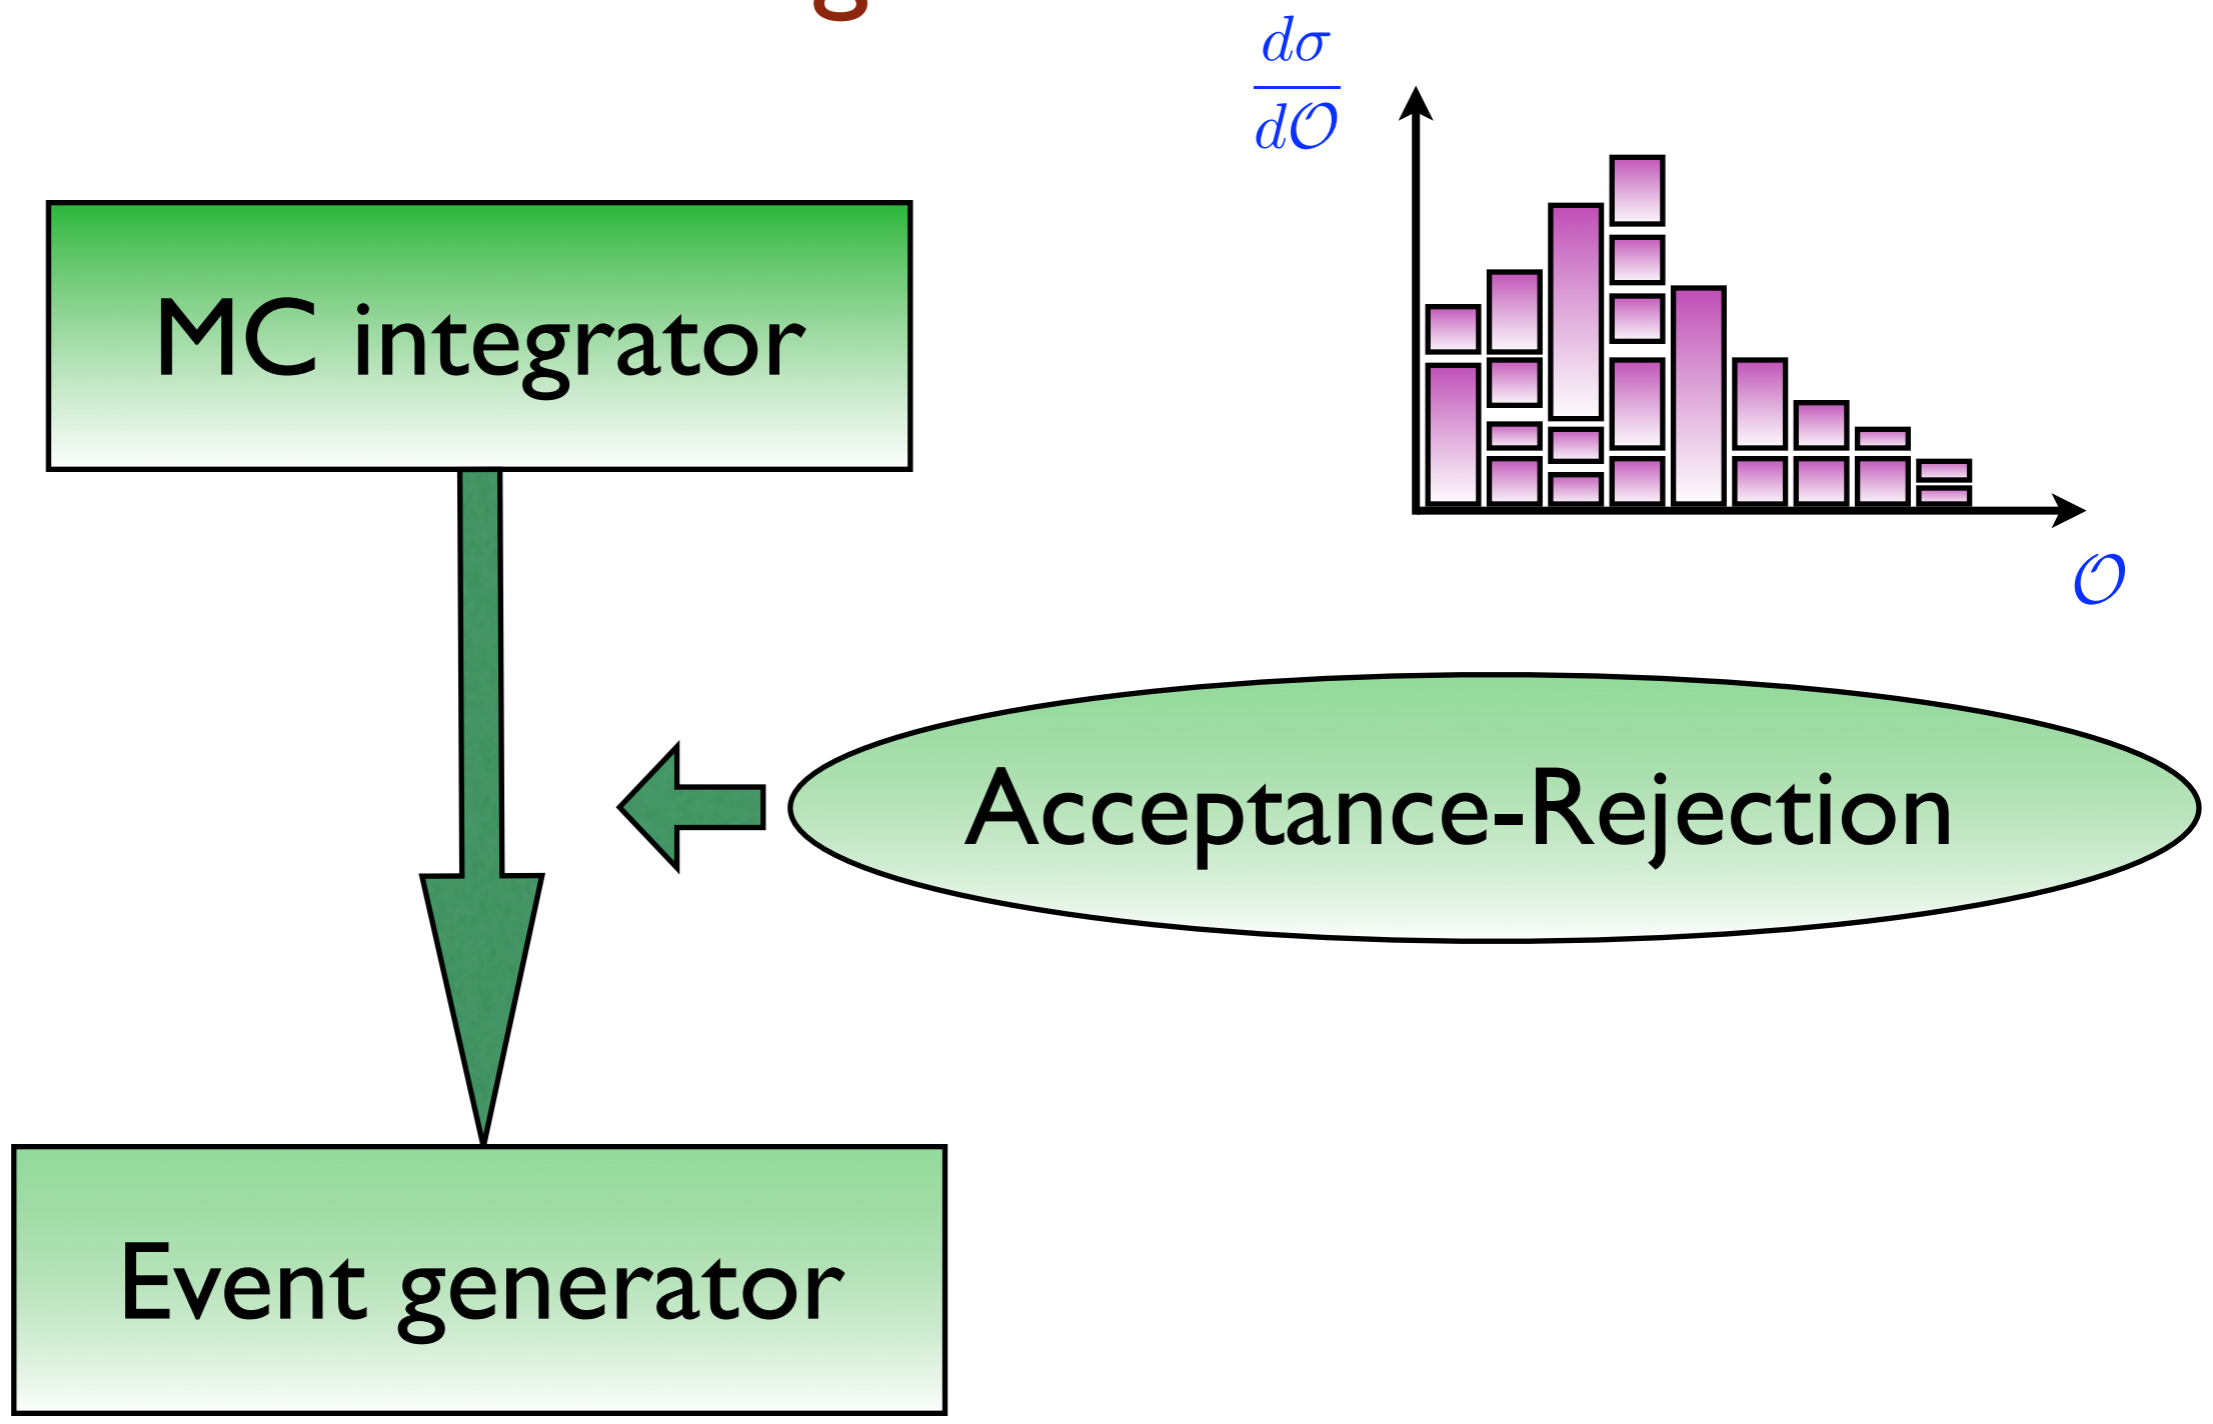 g
dσ
d𝒪
MC integrator
𝒪
Acceptance-Rejection
Event generator